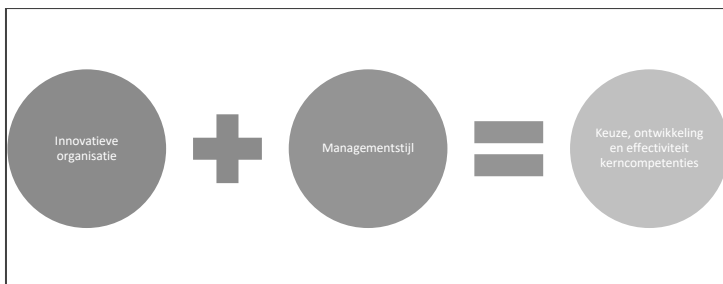 Innovatieve
organisatie
Managementstijl
Keuze, ontwikkeling
en effectiviteit
kerncompetenties